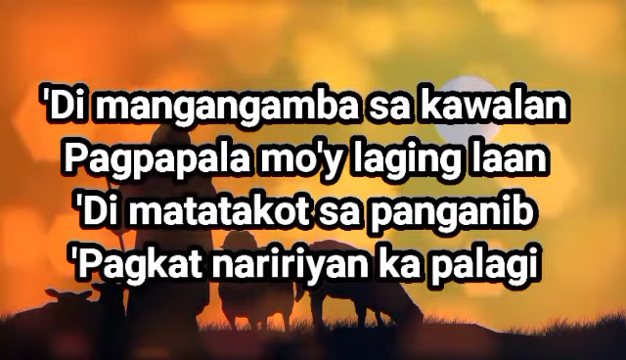 'Di mangangamba sa kawalan
Pagpapala mo'y laging laan
'Di matatakot sa panganib
'Pagkat naririyan ka palagi